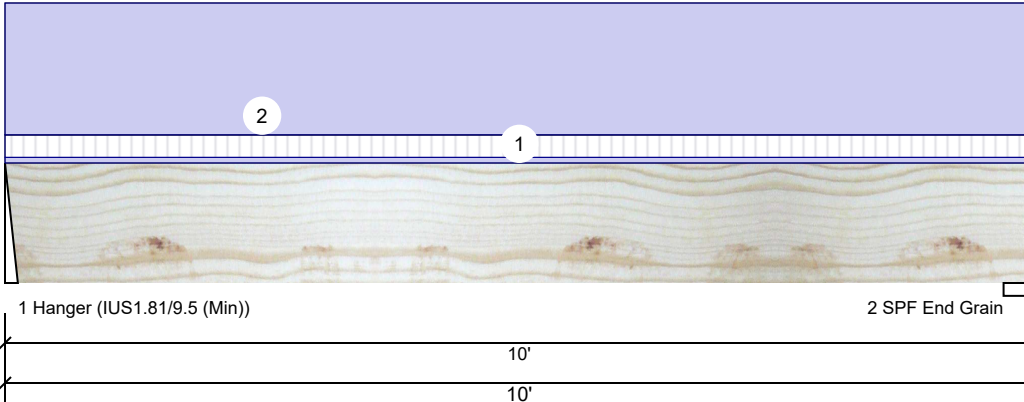 2
1
1 Hanger (IUS1.81/9.5 (Min))
2 SPF End Grain
10'
10'